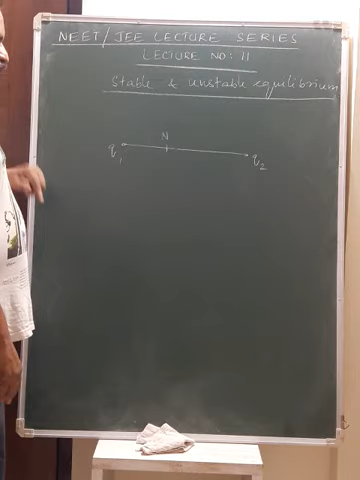 NEET/JEE LECTURE SERIES
LECTURE NO: 11
Stable & unstable equilibrium
N
q1 q2